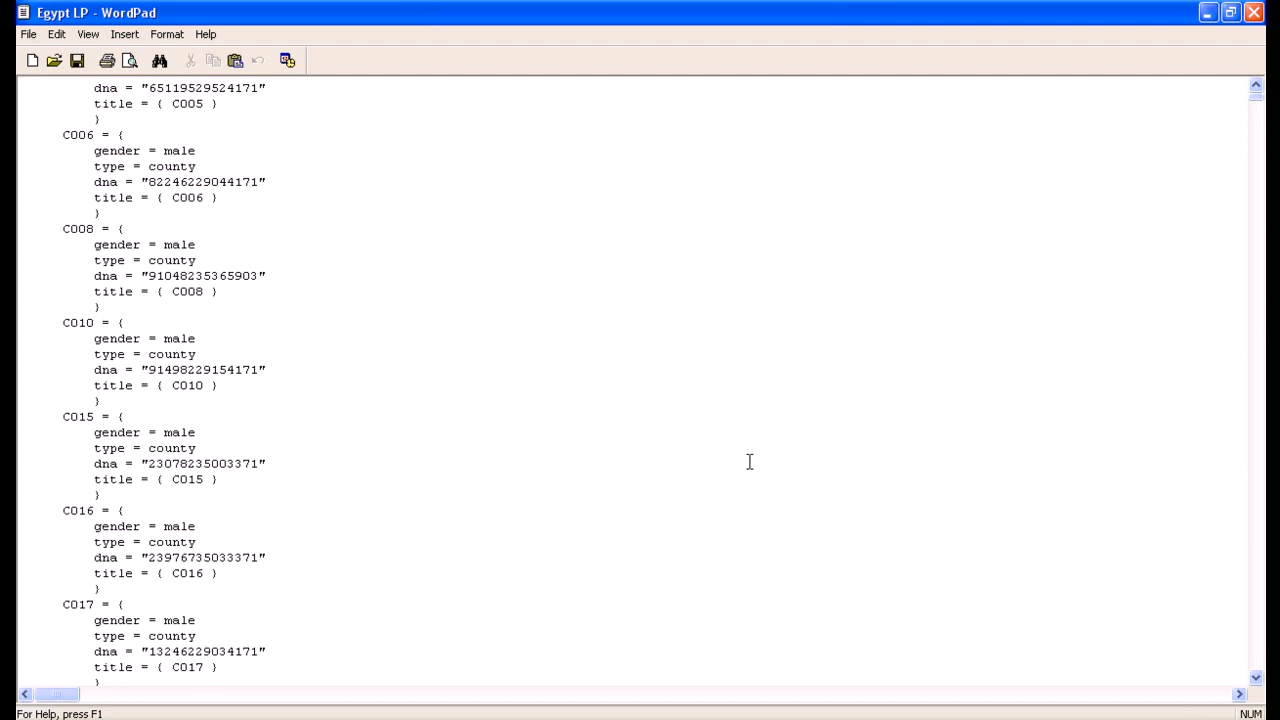 Egypt LP - WordPad
File Edit View Insert Format Help
dna = "65119529524171"
title = { C005 }
}
C006 = {
gender = male
type = county
dna = "82246229044171"
title = { C006 }
}
C008 = {
gender = male
type = county
dna = "91048235365903"
title = { C008 }
}
C010 = {
gender = male
type = county
dna = "91498229154171"
title = { C010 }
}
C015 = {
gender = male
type = county
dna = "23078235003371"
title = { C015 }
}
C016 = {
gender = male
type = county
dna = "23976735033371"
title = { C016 }
}
C017 = {
gender = male
type = county
dna = "13246229034171"
title = { C017 }
}
For Help, press F1
NUM